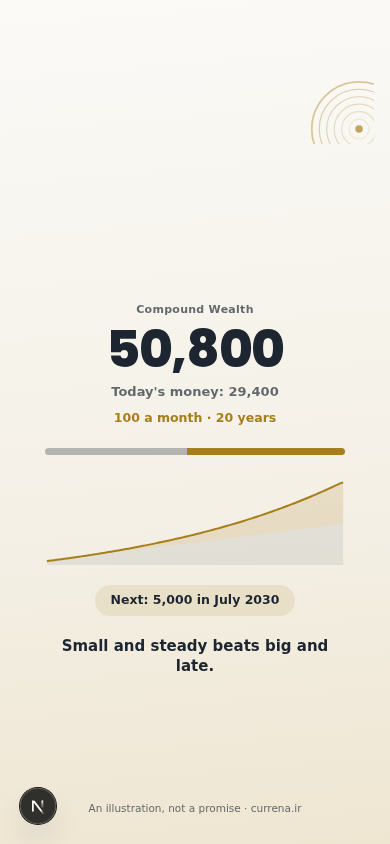 Compound Wealth
50,800
Today's money: 29,400
100 a month · 20 years
Next: 5,000 in July 2030
Small and steady beats big and
late.
N
An illustration, not a promise · currena.ir